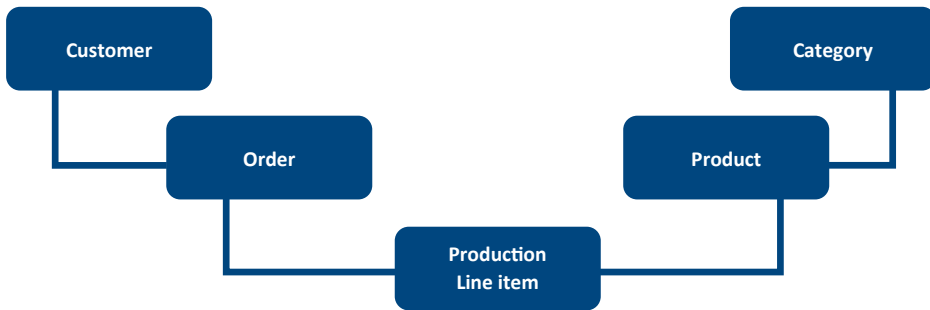 Customer
Category
Order
Product
Production
Line item